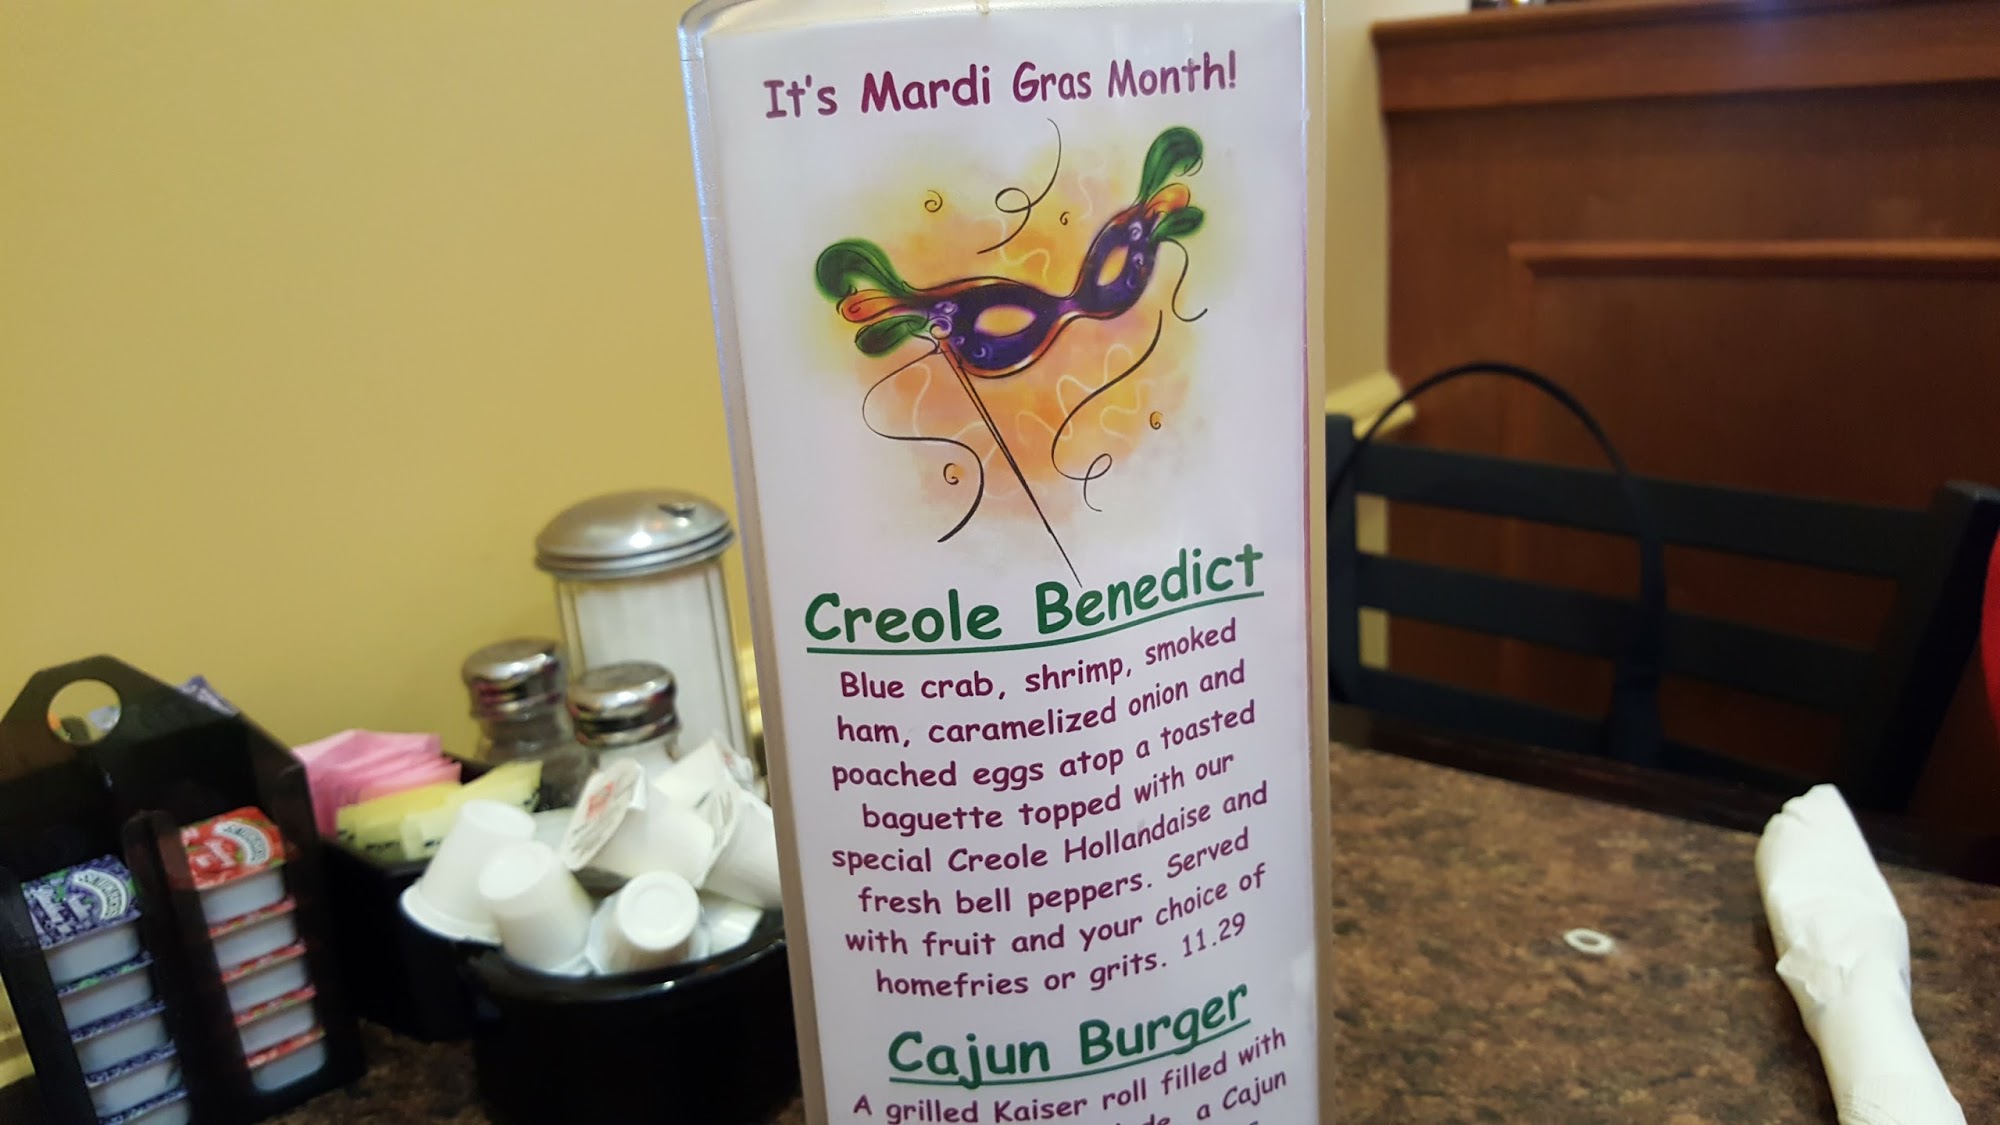 It's Mardi Gras Month!
Creole Benedict
Blue crab, shrimp, smoked
ham, caramelized onion and
poached eggs atop a toasted
baguette topped with our
special Creole Hollandaise and
fresh bell peppers. Served
with fruit and your choice of
homefries or grits. 11.29
Cajun Burger
A grilled Kaiser roll filled with
a Cajun